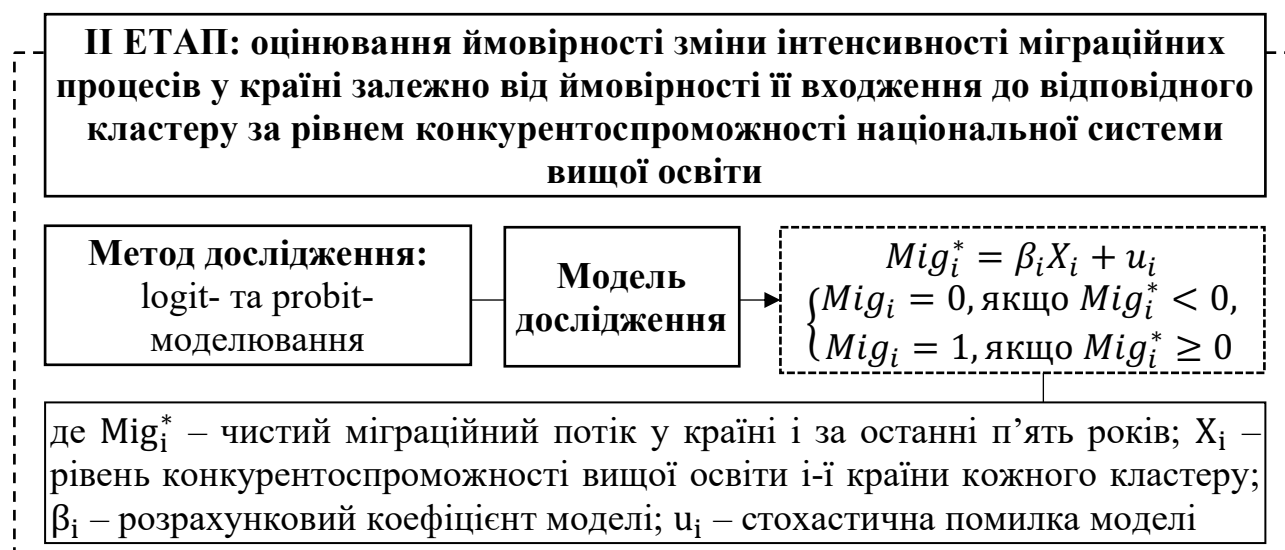 ІІ ЕТАП: оцінювання ймовірності зміни інтенсивності міграційних
процесів у країні залежно від ймовірності її входження до відповідного
кластеру за рівнем конкурентоспроможності національної системи
вищої освіти
Метод дослідження:
logit- та probit-
моделювання
Модель
дослідження
Mig*_i = β_i X_i + u_i
{Mig_i = 0, якщо Mig*_i < 0,
Mig_i = 1, якщо Mig*_i ≥ 0
де Mig*_i – чистий міграційний потік у країні і за останні п’ять років; X_i –
рівень конкурентоспроможності вищої освіти і-ї країни кожного кластеру;
β_i – розрахунковий коефіцієнт моделі; u_i – стохастична помилка моделі